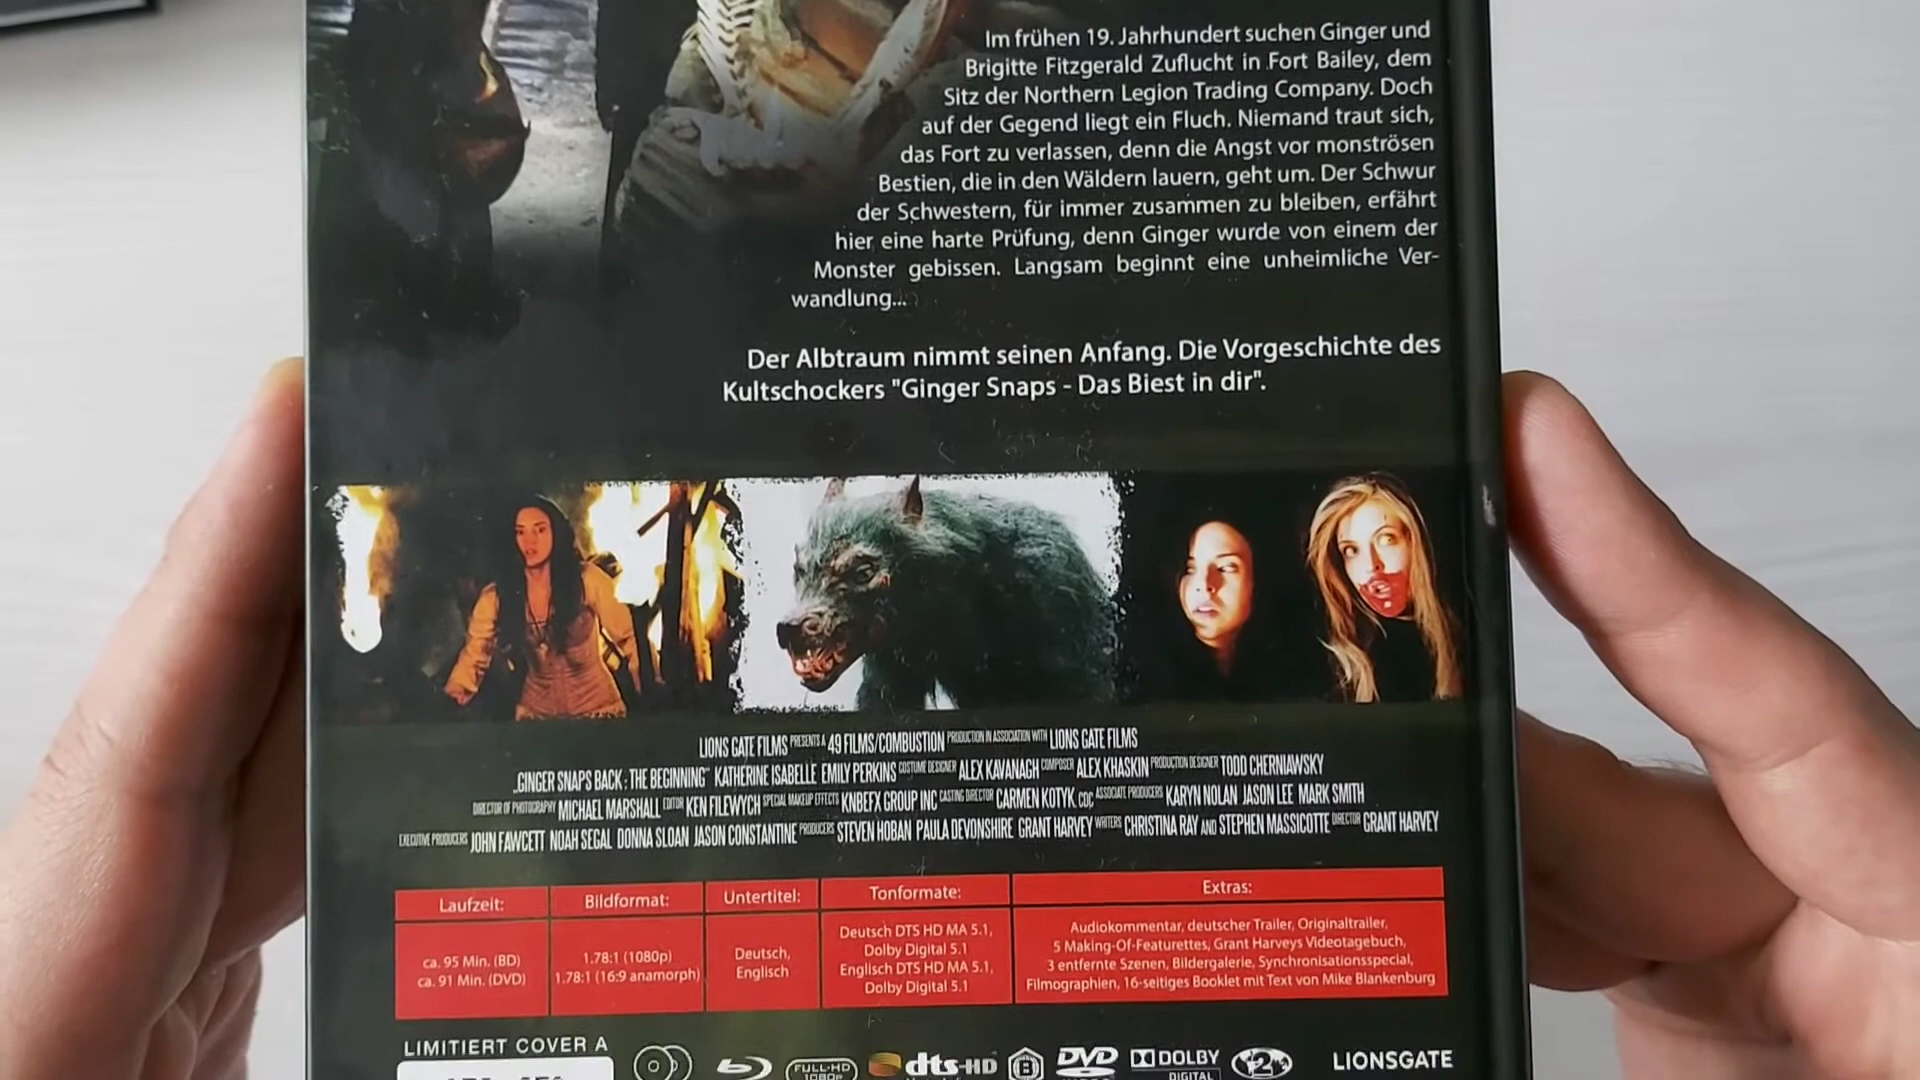 Im frühen 19. Jahrhundert suchen Ginger und
Brigitte Fitzgerald Zuflucht in Fort Bailey, dem
Sitz der Northern Legion Trading Company. Doch
auf der Gegend liegt ein Fluch. Niemand traut sich,
das Fort zu verlassen, denn die Angst vor monströsen
Bestien, die in den Wäldern lauern, geht um. Der Schwur
der Schwestern, für immer zusammen zu bleiben, erfährt
hier eine harte Prüfung, denn Ginger wurde von einem der
Monster gebissen. Langsam beginnt eine unheimliche Ver-
wandlung...
Der Albtraum nimmt seinen Anfang. Die Vorgeschichte des
Kultschockers "Ginger Snaps - Das Biest in dir".
LIONS GATE FILMS PRESENTS A 49 FILMS/COMBUSTION PRODUCTION IN ASSOCIATION WITH LIONS GATE FILMS
„GINGER SNAPS BACK : THE BEGINNING" KATHERINE ISABELLE EMILY PERKINS COSTUME DESIGNER ALEX KAVANAGH COMPOSER ALEX KHASKIN PRODUCTION DESIGNER TODD CHERNIAWSKY
DIRECTOR OF PHOTOGRAPHY MICHAEL MARSHALL EDITOR KEN FILEWYCH SPECIAL MAKEUP EFFECTS KNBEFX GROUP INC CASTING DIRECTOR CARMEN KOTYK CDC ASSOCIATE PRODUCERS KARYN NOLAN JASON LEE MARK SMITH
EXECUTIVE PRODUCERS JOHN FAWCETT NOAH SEGAL DONNA SLOAN JASON CONSTANTINE PRODUCERS STEVEN HOBAN PAULA DEVONSHIRE GRANT HARVEY WRITERS CHRISTINA RAY AND STEPHEN MASSICOTTE DIRECTOR GRANT HARVEY
Laufzeit:
ca. 95 Min. (BD)
ca. 91 Min. (DVD)
Bildformat:
1.78:1 (1080p)
1.78:1 (16:9 anamorph)
Untertitel:
Deutsch,
Englisch
Tonformate:
Deutsch DTS HD MA 5.1,
Dolby Digital 5.1
Englisch DTS HD MA 5.1,
Dolby Digital 5.1
Extras:
Audiokommentar, deutscher Trailer, Originaltrailer,
5 Making-Of-Featurettes, Grant Harveys Videotagebuch,
3 entfernte Szenen, Bildergalerie, Synchronisationsspecial,
Filmographien, 16-seitiges Booklet mit Text von Mike Blankenburg
LIMITIERT COVER A
FULL-HD
1080p
dts-HD
B
DVD
DOLBY
DIGITAL
2
LIONSGATE